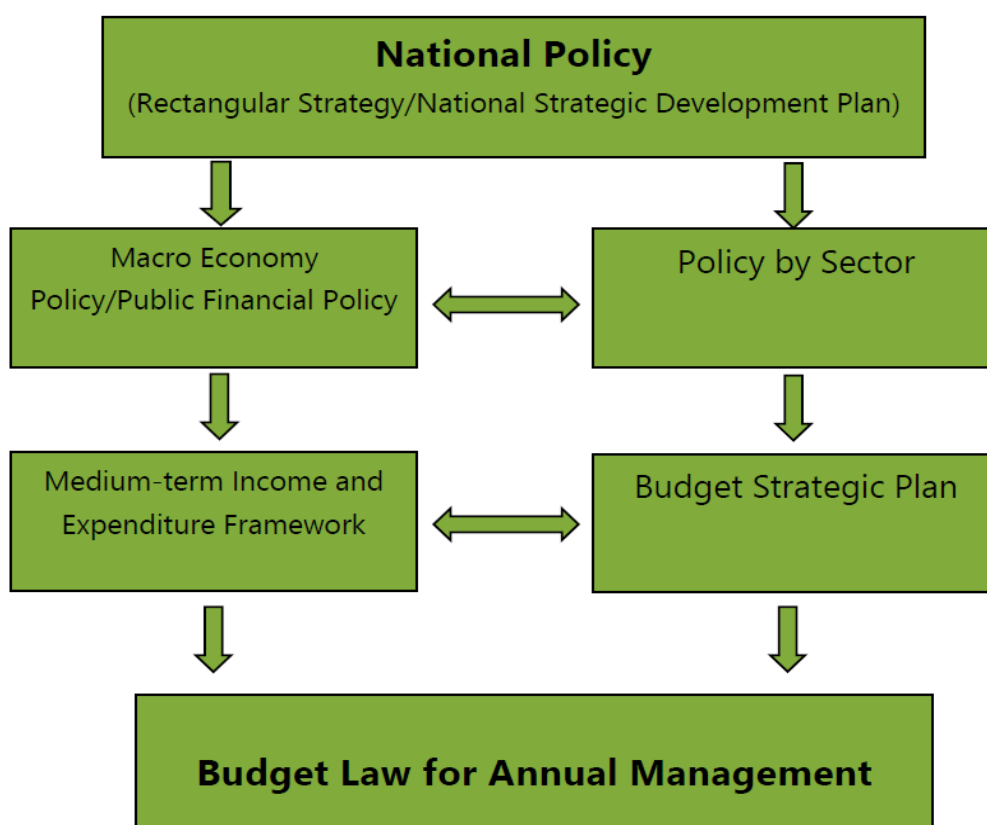 National Policy
(Rectangular Strategy/National Strategic Development Plan)
Macro Economy
Policy/Public Financial Policy
Policy by Sector
Medium-term Income and
Expenditure Framework
Budget Strategic Plan
Budget Law for Annual Management